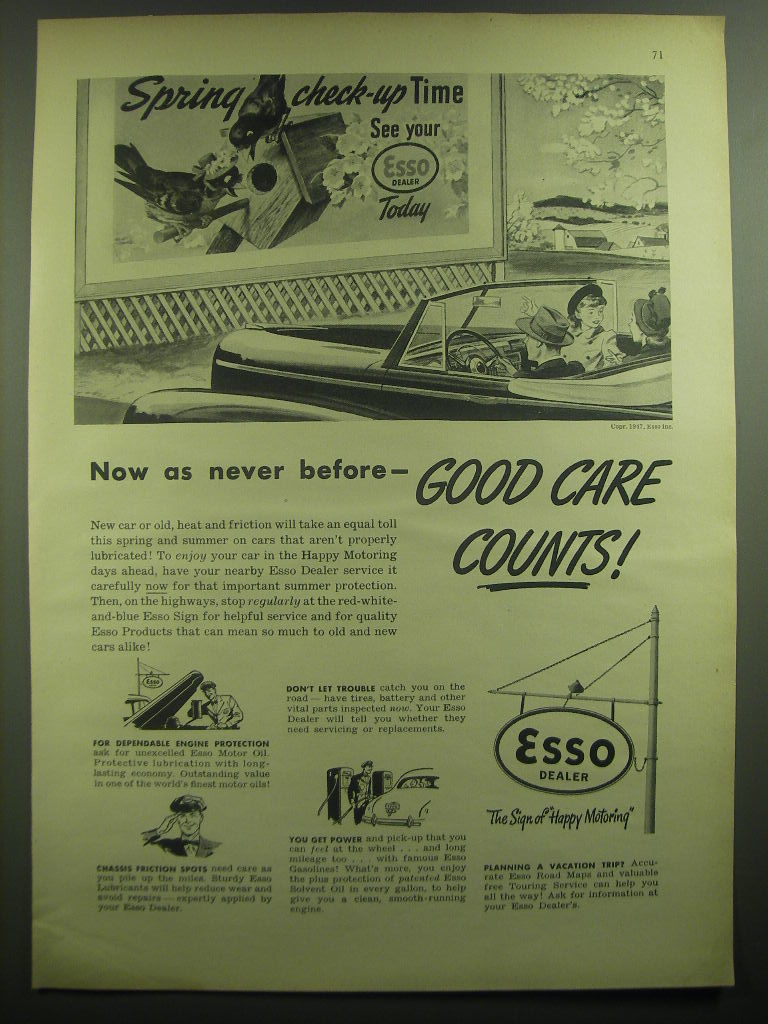 71
Spring check-up Time
See your
Esso
DEALER
Today
Copr. 1947, Esso Inc.
Now as never before—
GOOD CARE
COUNTS!
New car or old, heat and friction will take an equal toll
this spring and summer on cars that aren't properly
lubricated! To enjoy your car in the Happy Motoring
days ahead, have your nearby Esso Dealer service it
carefully now for that important summer protection.
Then, on the highways, stop regularly at the red-white-
and-blue Esso Sign for helpful service and for quality
Esso Products that can mean so much to old and new
cars alike!
Esso
FOR DEPENDABLE ENGINE PROTECTION
ask for unexcelled Esso Motor Oil.
Protective lubrication with long-
lasting economy. Outstanding value
in one of the world's finest motor oils!
CHASSIS FRICTION SPOTS need care as
you pile up the miles. Sturdy Esso
Lubricants will help reduce wear and
avoid repairs — expertly applied by
your Esso Dealer.
DON'T LET TROUBLE catch you on the
road — have tires, battery and other
vital parts inspected now. Your Esso
Dealer will tell you whether they
need servicing or replacements.
YOU GET POWER and pick-up that you
can feel at the wheel . . . and long
mileage too . . . with famous Esso
Gasolines! What's more, you enjoy
the plus protection of patented Esso
Solvent Oil in every gallon, to help
give you a clean, smooth-running
engine.
Esso
DEALER
The Sign of "Happy Motoring"
PLANNING A VACATION TRIP? Accu-
rate Esso Road Maps and valuable
free Touring Service can help you
all the way! Ask for information at
your Esso Dealer's.